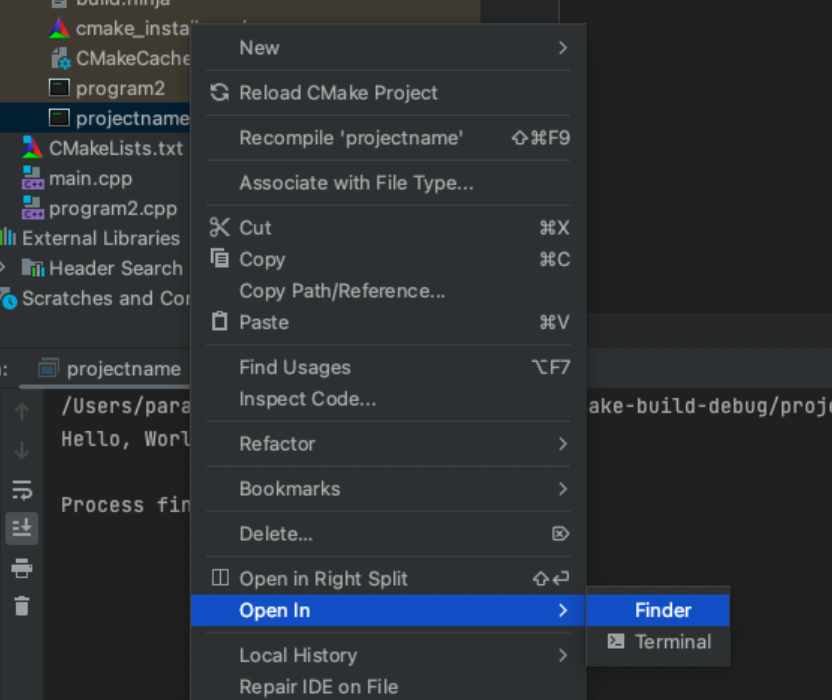 build.ninja
cmake_insta
CMakeCache
program2
projectname
CMakeLists.txt
main.cpp
program2.cpp
External Libraries
Header Search
Scratches and Co
New
Reload CMake Project
Recompile 'projectname' ⇧⌘F9
Associate with File Type...
Cut ⌘X
Copy ⌘C
Copy Path/Reference...
Paste ⌘V
Find Usages ⌥F7
Inspect Code...
Refactor
Bookmarks
Delete... ⌦
Open in Right Split ⇧⏎
Open In
Local History
Repair IDE on File
Finder
Terminal
: projectname
/Users/para ake-build-debug/proj
Hello, Worl
Process fin